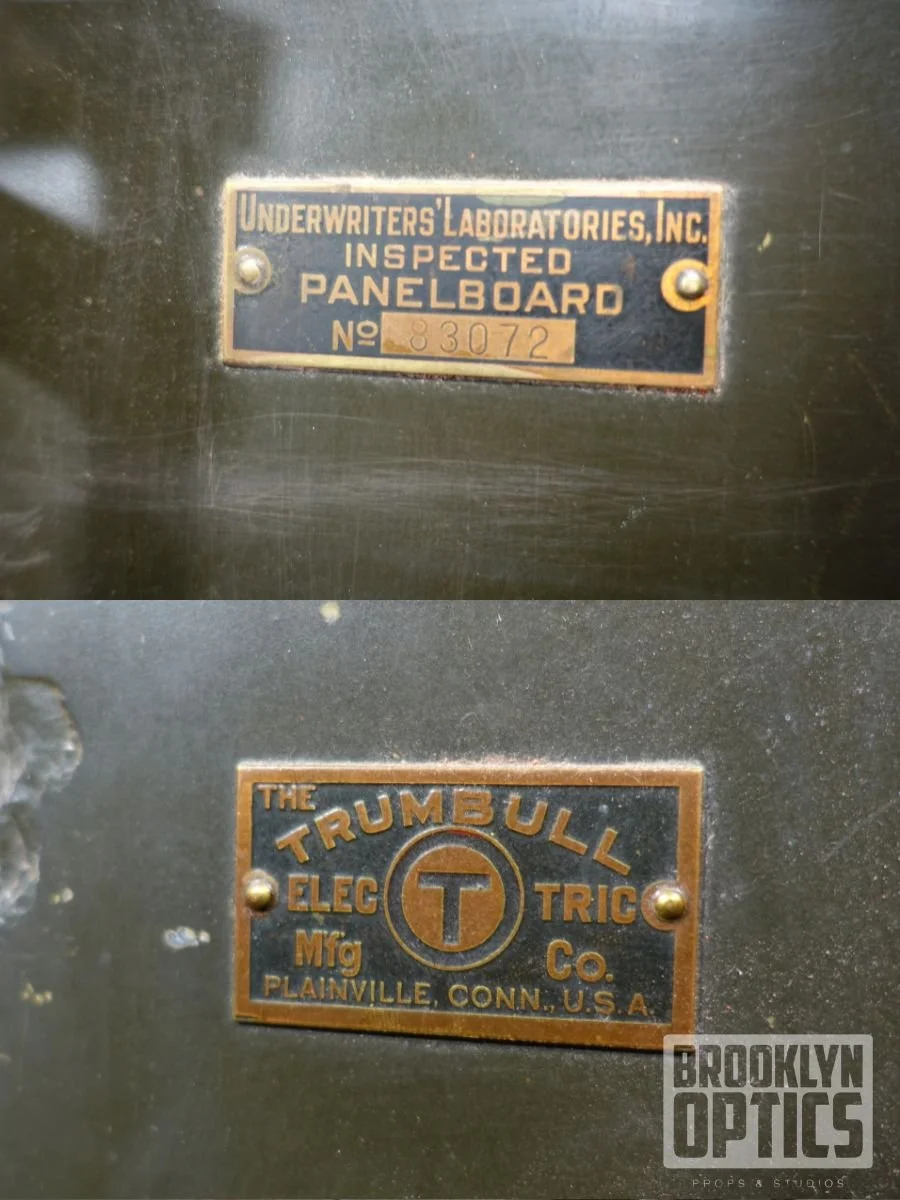 UNDERWRITERS' LABORATORIES, INC.
INSPECTED
PANELBOARD
Nº 83072
THE
TRUMBULL
ELEC T TRIC
Mfg Co.
PLAINVILLE, CONN., U.S.A.
BROOKLYN
OPTICS
PROPS & STUDIOS